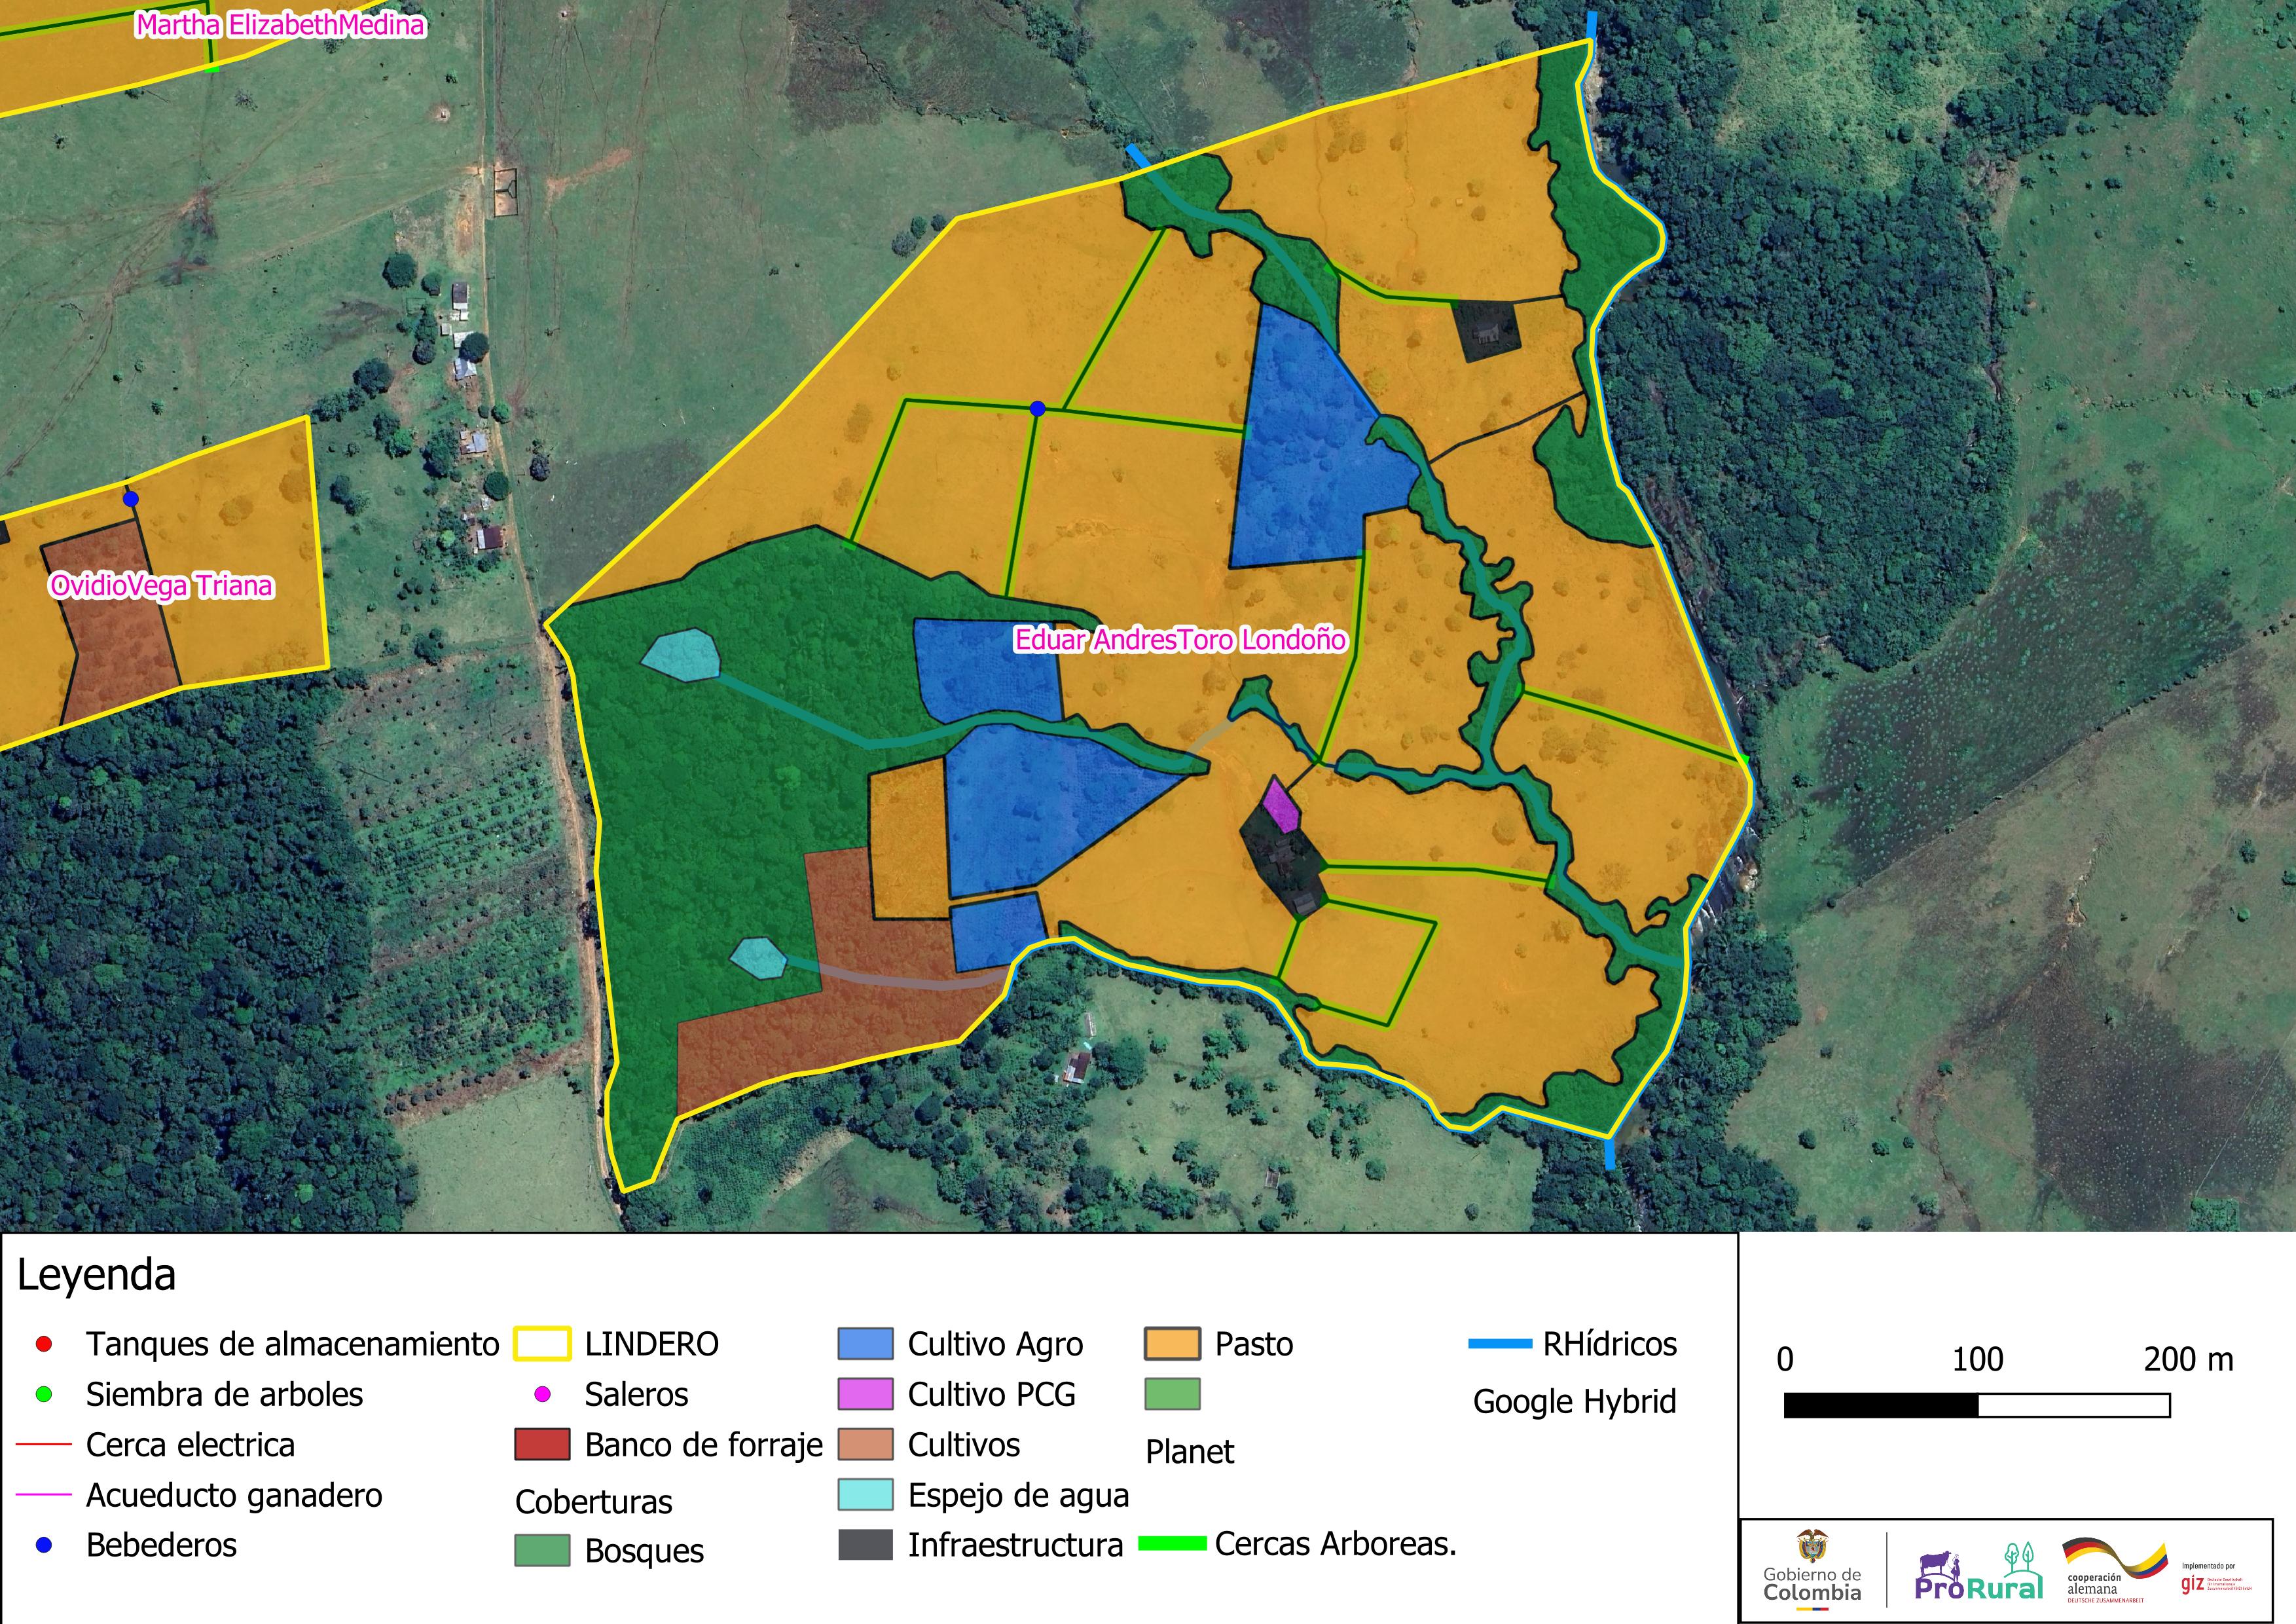 Martha ElizabethMedina
OvidioVega Triana
Eduar AndresToro Londoño
Leyenda
Tanques de almacenamiento
Siembra de arboles
Cerca electrica
Acueducto ganadero
Bebederos
LINDERO
Saleros
Banco de forraje
Coberturas
Bosques
Cultivo Agro
Cultivo PCG
Cultivos
Espejo de agua
Infraestructura
Pasto
Planet
Cercas Arboreas.
RHídricos
Google Hybrid
0 100 200 m
Gobierno de
Colombia
ProRural
cooperación
alemana
DEUTSCHE ZUSAMMENARBEIT
Implementado por
giz